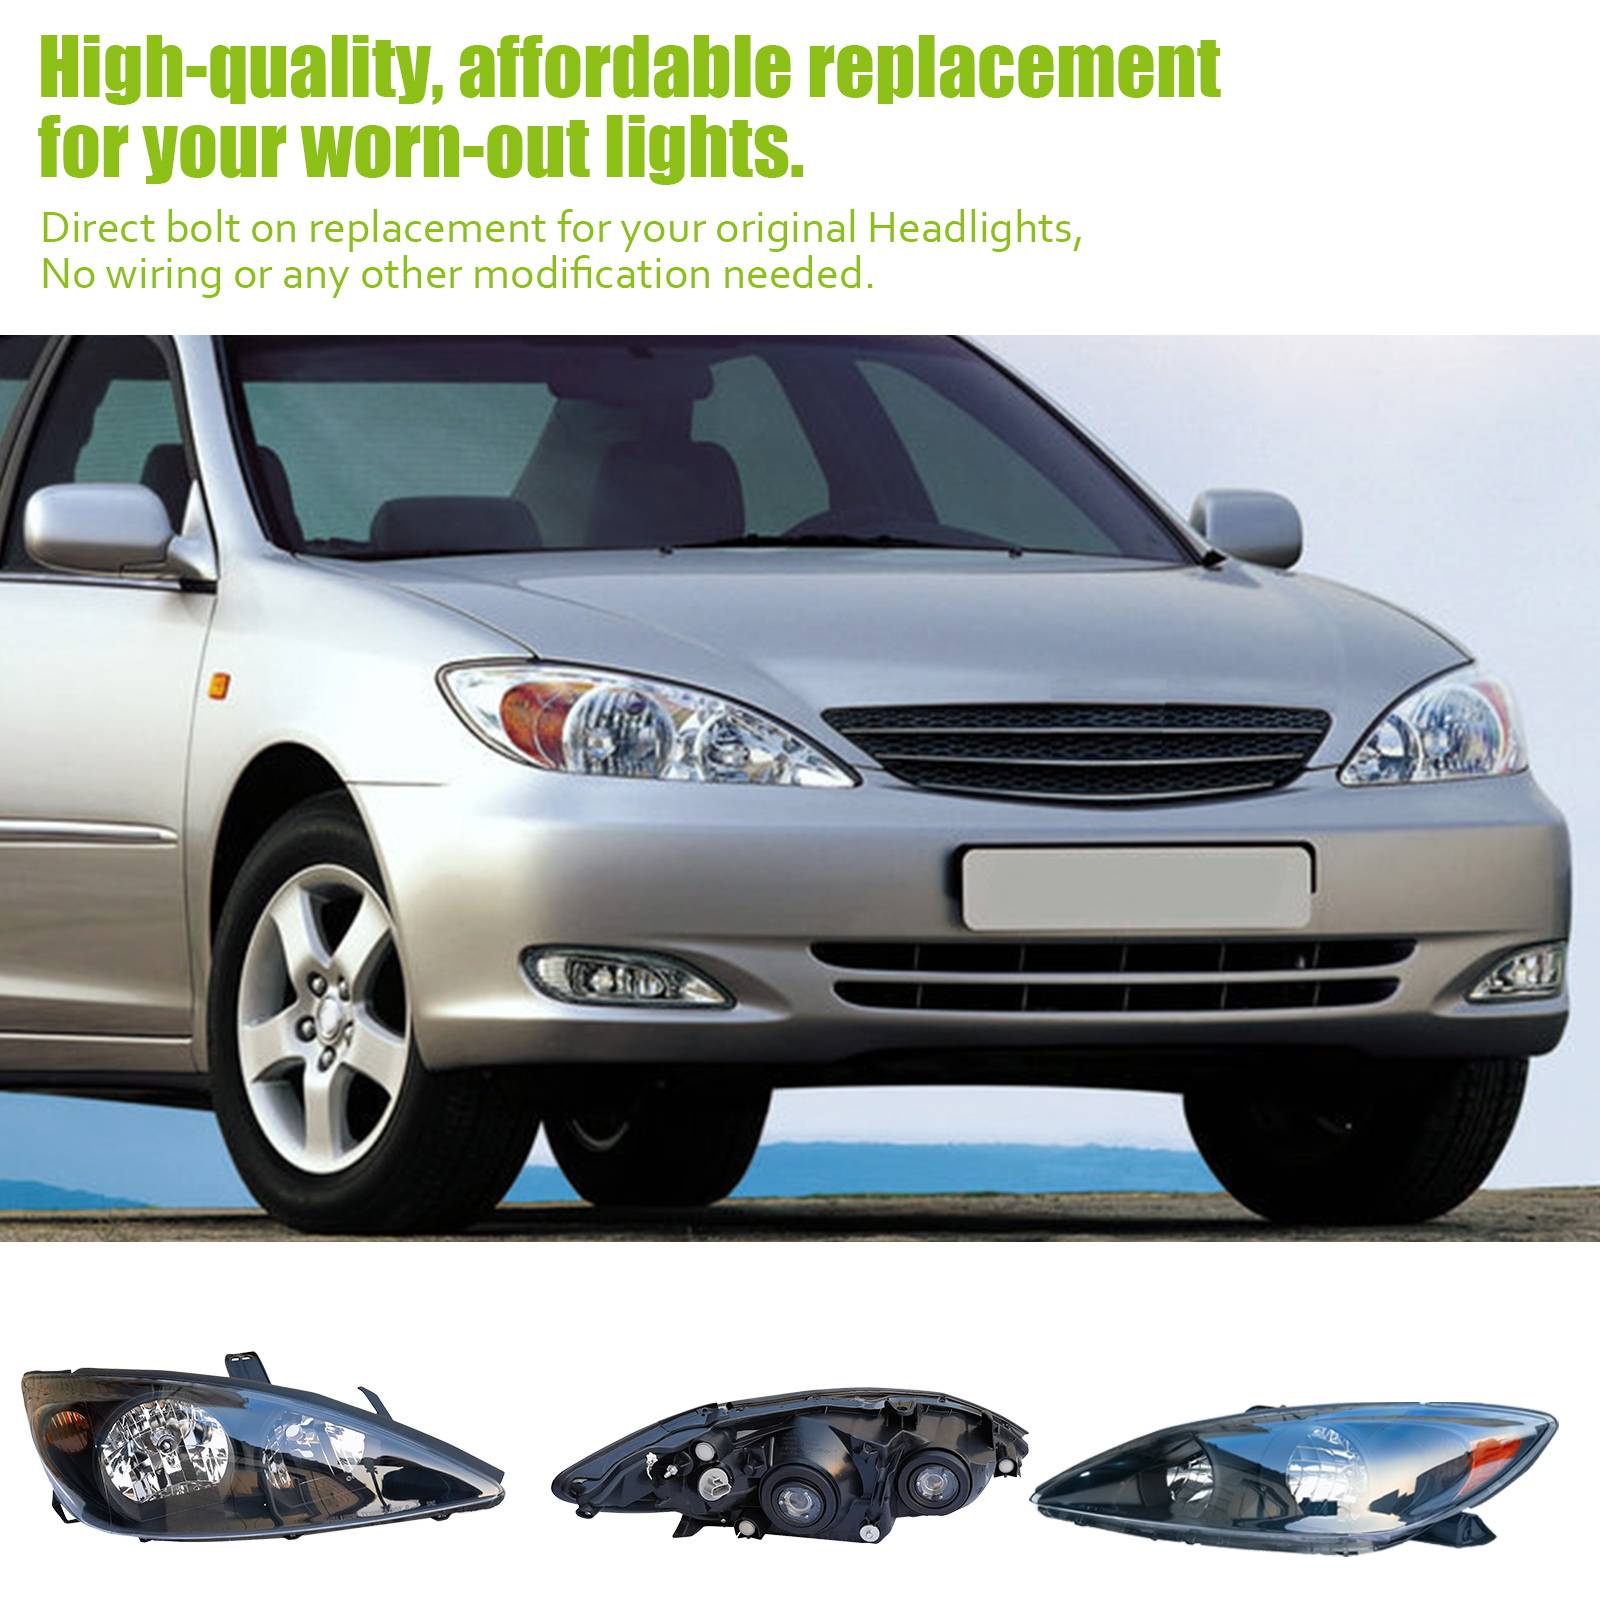 High-quality, affordable replacement
for your worn-out lights.
Direct bolt on replacement for your original Headlights,
No wiring or any other modification needed.